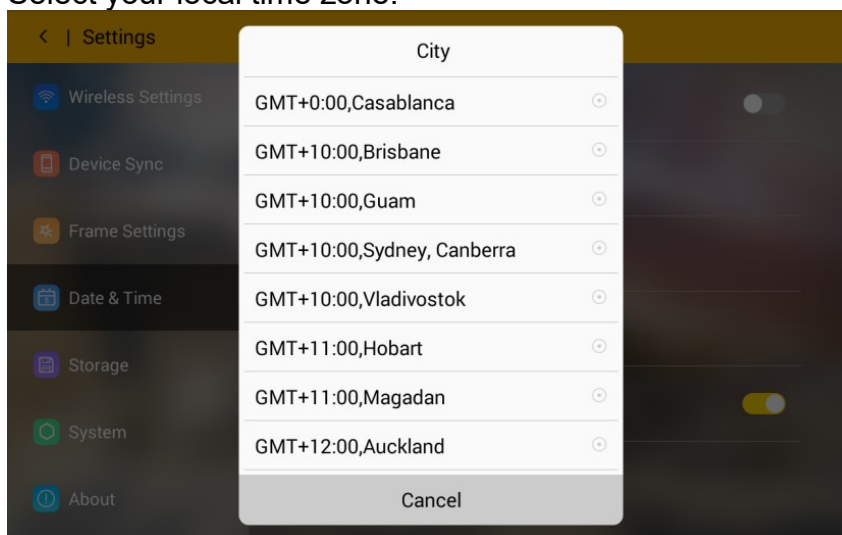 Select your local time zone.
< | Settings
City
Wireless Settings
GMT+0:00,Casablanca
Device Sync
GMT+10:00,Brisbane
Frame Settings
GMT+10:00,Guam
GMT+10:00,Sydney, Canberra
Date & Time
GMT+10:00,Vladivostok
Storage
GMT+11:00,Hobart
GMT+11:00,Magadan
System
GMT+12:00,Auckland
About
Cancel